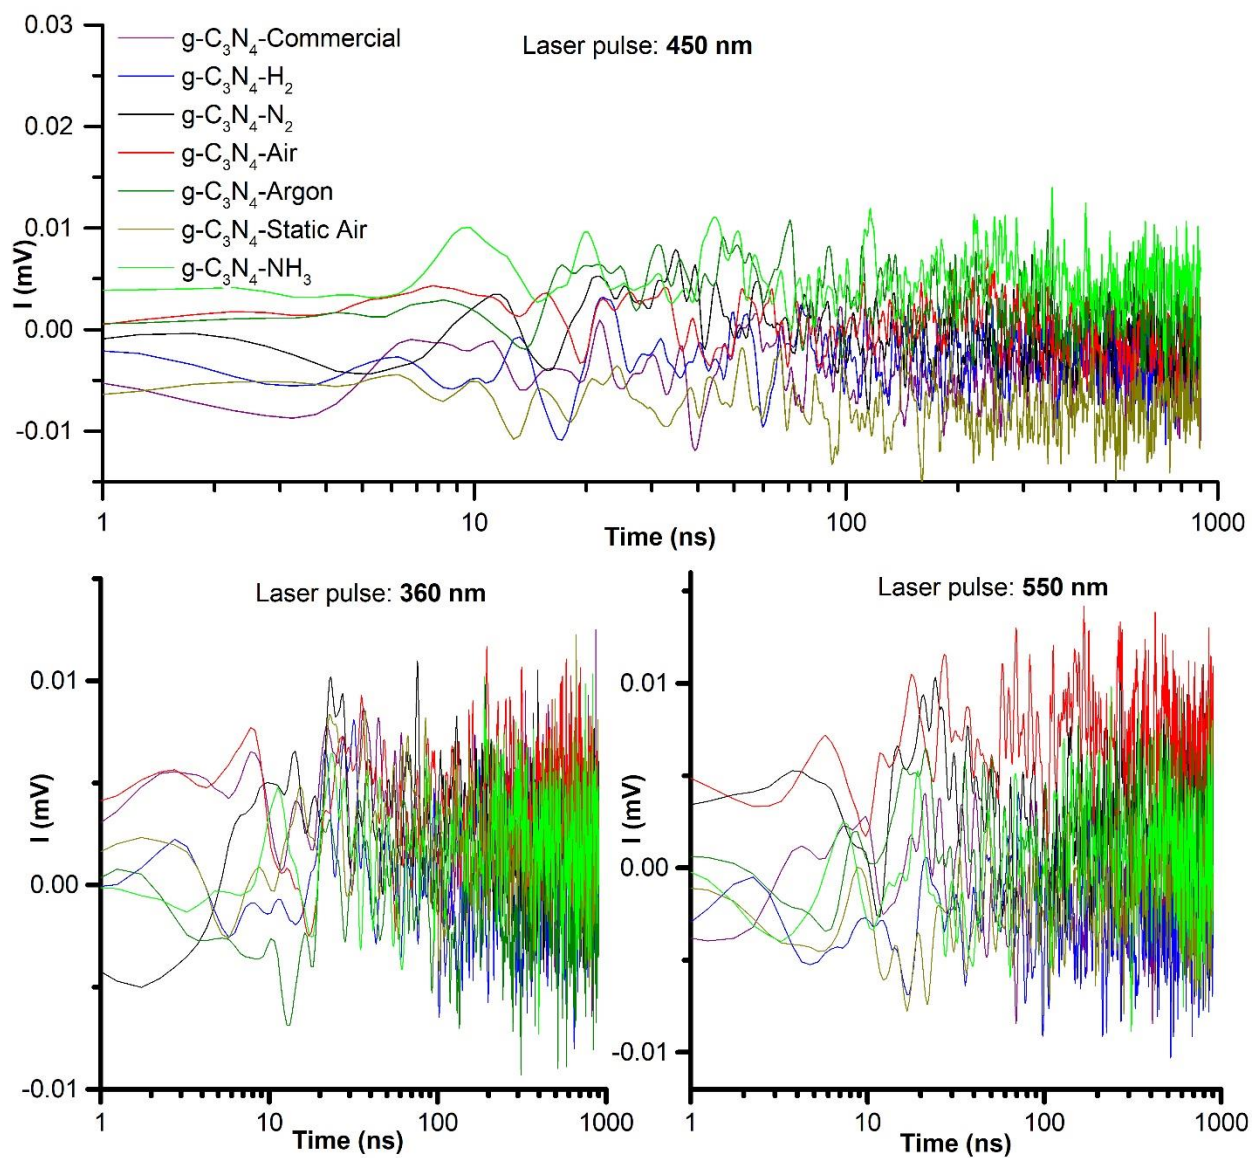 Laser pulse: 450 nm
g-C₃N₄-Commercial
g-C₃N₄-H₂
g-C₃N₄-N₂
g-C₃N₄-Air
g-C₃N₄-Argon
g-C₃N₄-Static Air
g-C₃N₄-NH₃
I (mV)
0.03
0.02
0.01
0.00
-0.01
1 10 100 1000
Time (ns)
Laser pulse: 360 nm
I (mV)
0.01
0.00
-0.01
1 10 100 1000
Time (ns)
Laser pulse: 550 nm
I (mV)
0.01
0.00
-0.01
1 10 100 1000
Time (ns)